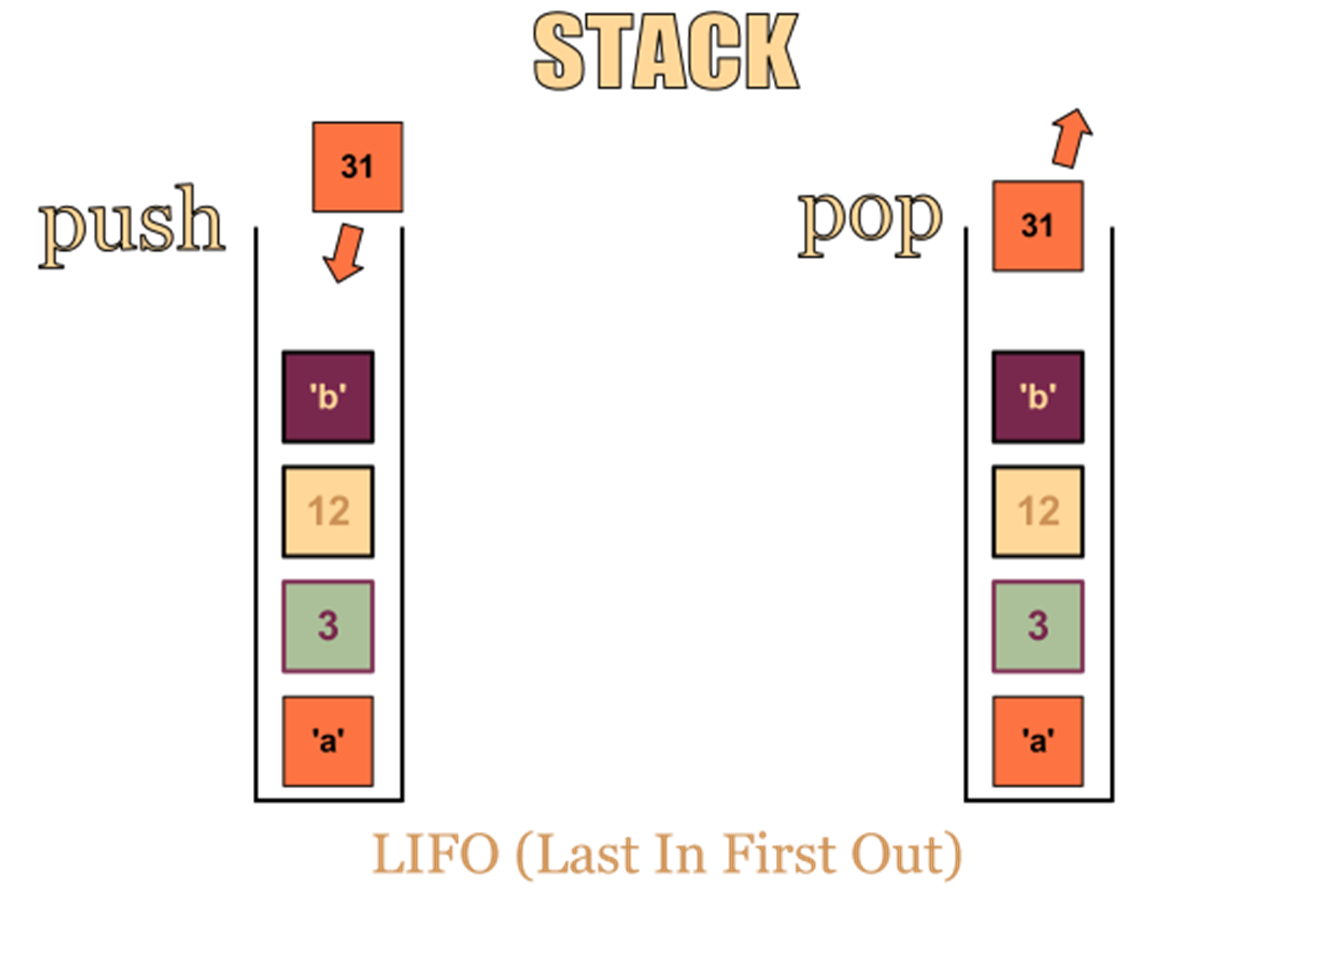 STACK
push
31
'b'
12
3
'a'
pop
31
'b'
12
3
'a'
LIFO (Last In First Out)